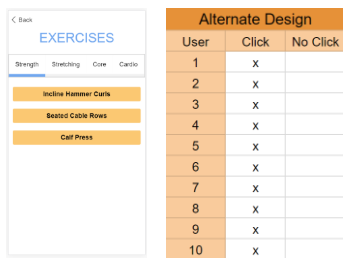 < Back
EXERCISES
Strength Stretching Core Cardio
Incline Hammer Curls
Seated Cable Rows
Calf Press
Alternate Design
User Click No Click
1 x
2 x
3 x
4 x
5 x
6 x
7 x
8 x
9 x
10 x